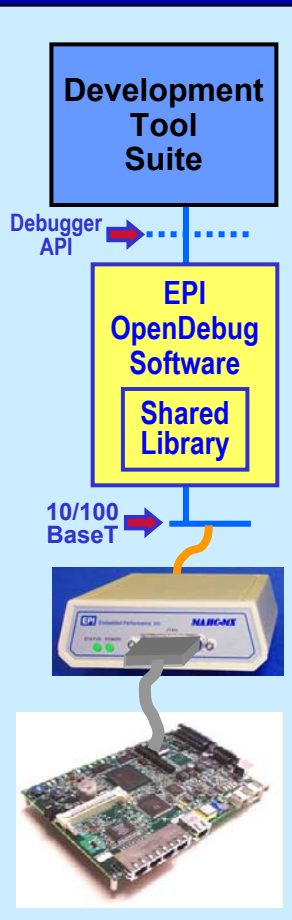 Development
Tool
Suite
Debugger
API
EPI
OpenDebug
Software
Shared
Library
10/100
BaseT
EPI Embedded Performance, Inc
MAJIC-MX
STATUS POWER
JTAG